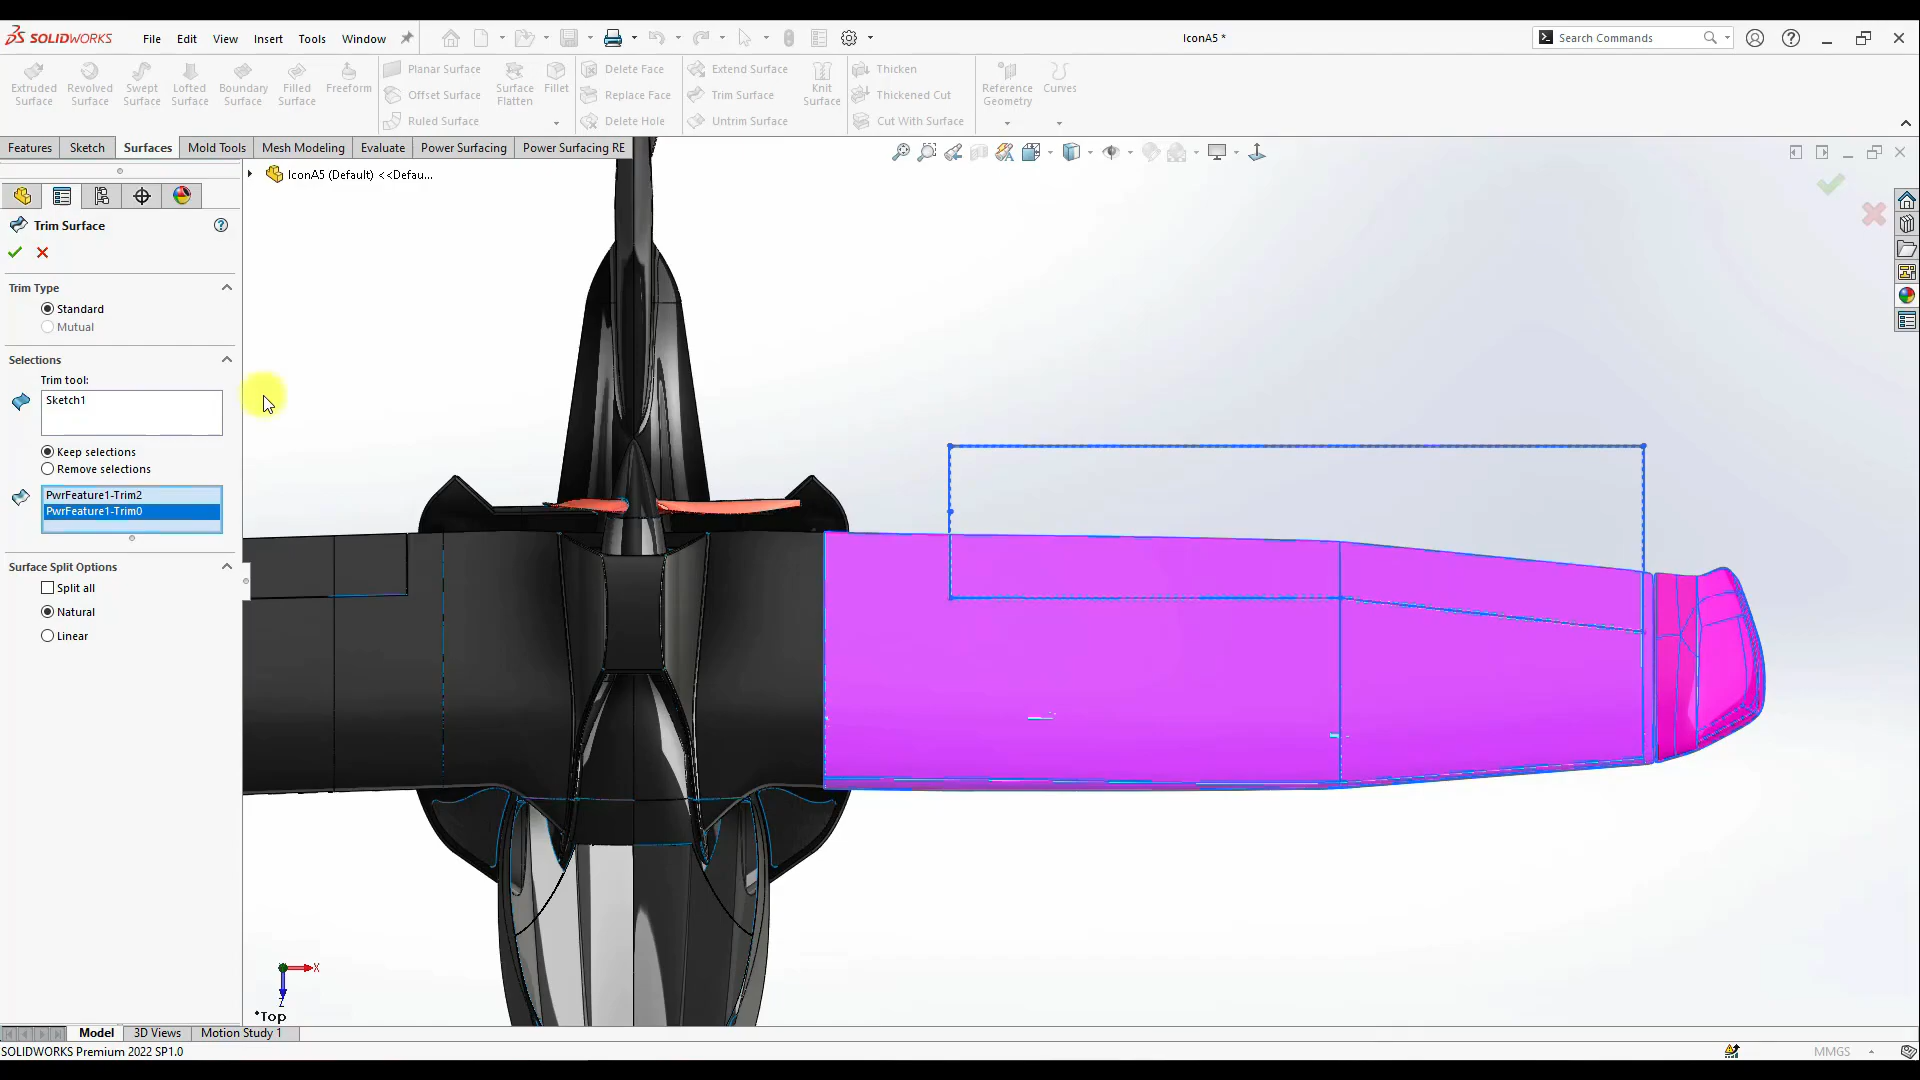 SOLIDWORKS File Edit View Insert Tools Window IconA5 * Search Commands
Extruded Surface Revolved Surface Swept Surface Lofted Surface Boundary Surface Filled Surface Freeform
Planar Surface
Offset Surface
Ruled Surface
Surface Flatten
Fillet
Delete Face
Replace Face
Delete Hole
Extend Surface
Trim Surface
Untrim Surface
Knit Surface
Thicken
Thickened Cut
Cut With Surface
Reference Geometry
Curves
Features Sketch Surfaces Mold Tools Mesh Modeling Evaluate Power Surfacing Power Surfacing RE
IconA5 (Default) <<Defau...
Trim Surface
Trim Type
Standard
Mutual
Selections
Trim tool:
Sketch1
Keep selections
Remove selections
PwrFeature1-Trim2
PwrFeature1-Trim0
Surface Split Options
Split all
Natural
Linear
X
Z
*Top
Model 3D Views Motion Study 1
SOLIDWORKS Premium 2022 SP1.0 MMGS